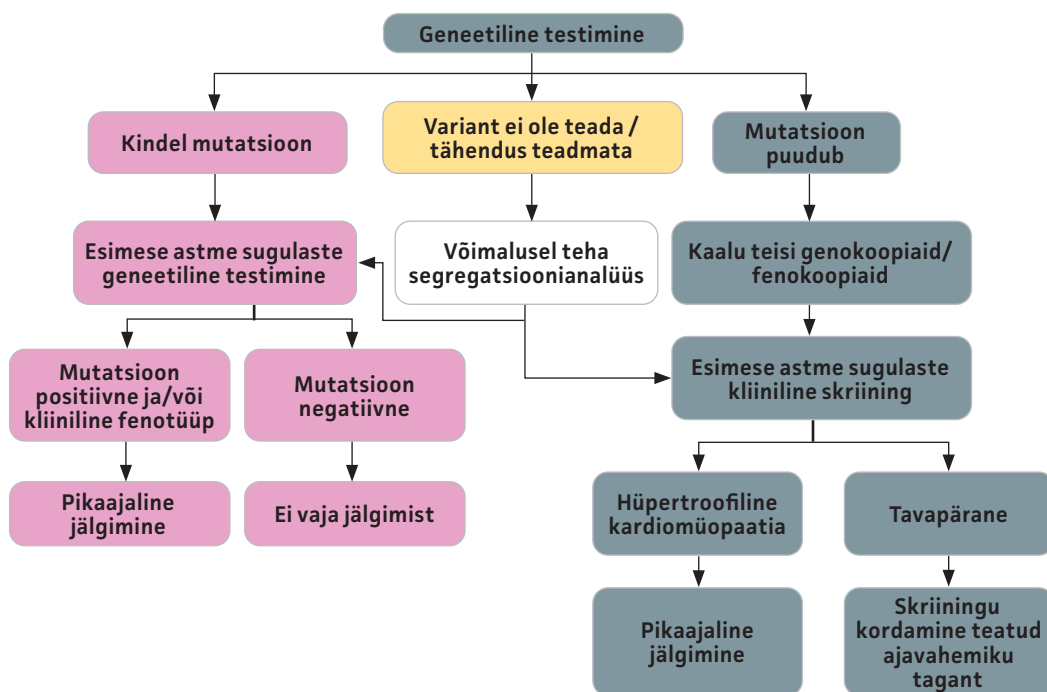 Geneetiline testimine
Kindel mutatsioon
Variant ei ole teada /
tähendus teadmata
Mutatsioon
puudub
Esimese astme sugulaste
geneetiline testimine
Võimalusel teha
segregatsioonianalüüs
Kaalu teisi genokoopiaid/
fenokoopiaid
Mutatsioon
positiivne ja/või
kliiniline fenotüüp
Mutatsioon
negatiivne
Esimese astme sugulaste
kliiniline skriining
Pikaajaline
jälgimine
Ei vaja jälgimist
Hüpertroofiline
kardiomüopaatia
Tavapärane
Pikaajaline
jälgimine
Skriiningu
kordamine teatud
ajavahemiku
tagant